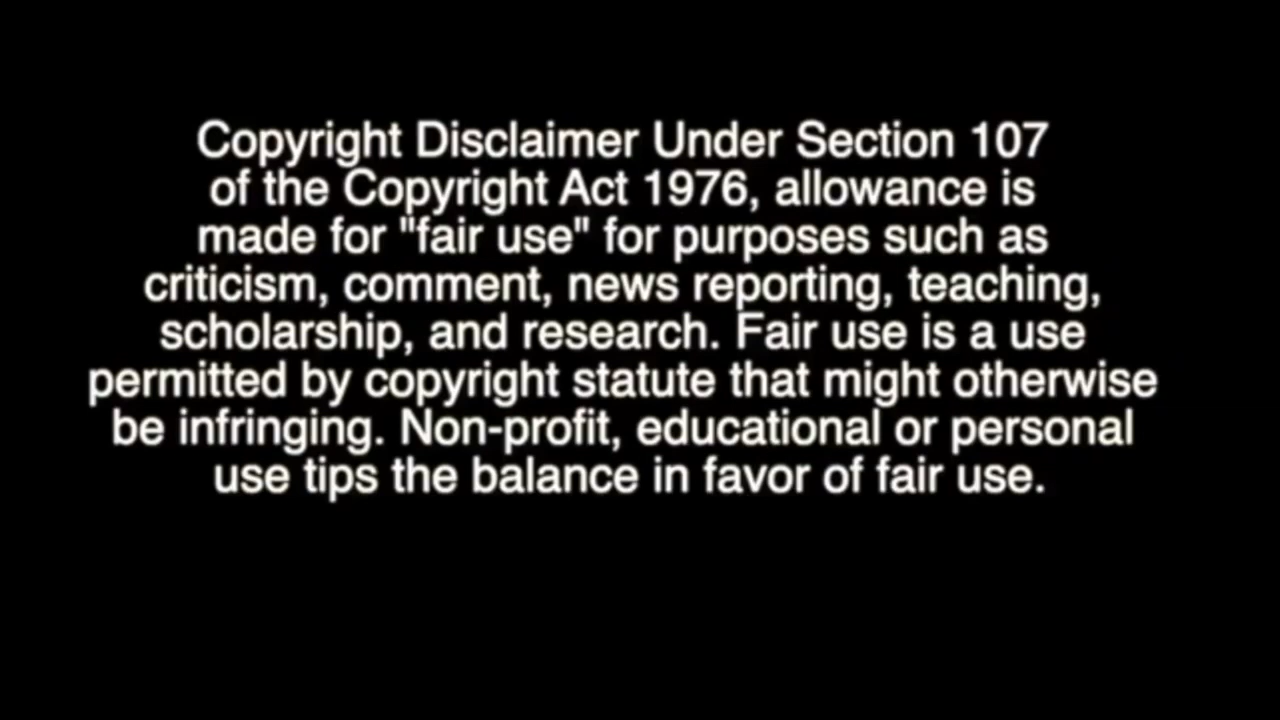 Copyright Disclaimer Under Section 107
of the Copyright Act 1976, allowance is
made for "fair use" for purposes such as
criticism, comment, news reporting, teaching,
scholarship, and research. Fair use is a use
permitted by copyright statute that might otherwise
be infringing. Non-profit, educational or personal
use tips the balance in favor of fair use.